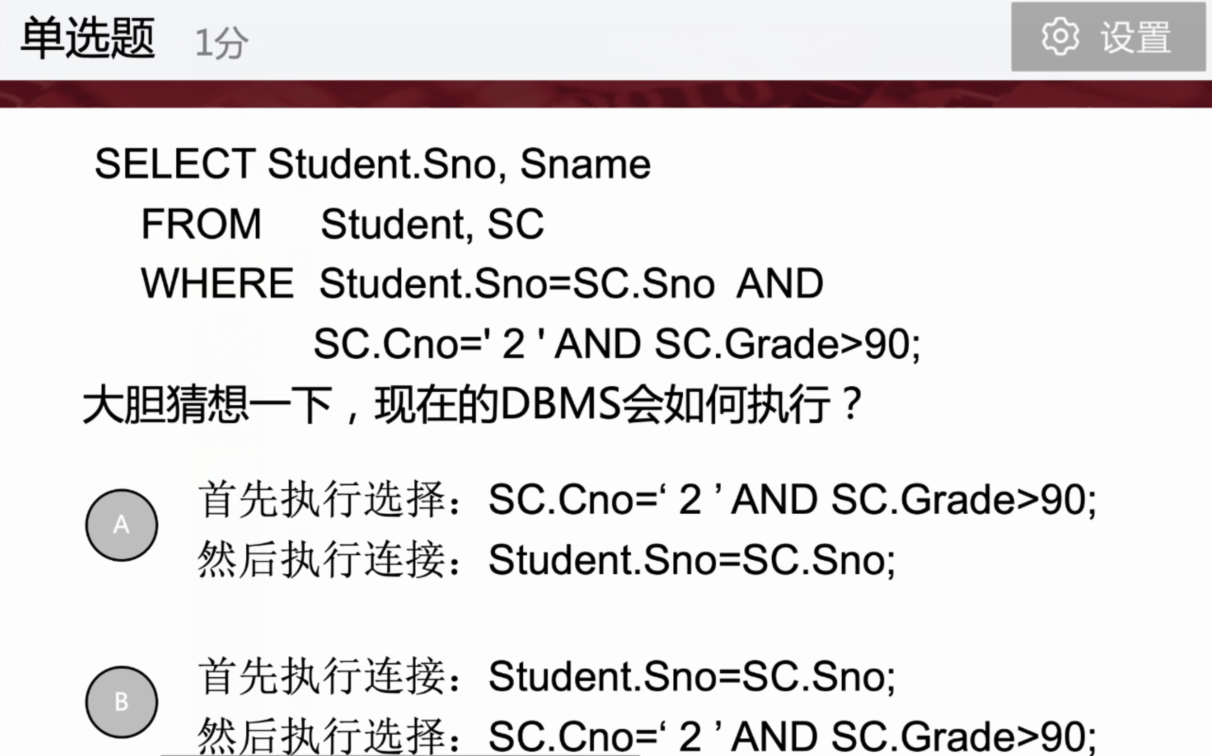 单选题 1分 设置
SELECT Student.Sno, Sname
FROM Student, SC
WHERE Student.Sno=SC.Sno AND
SC.Cno=' 2 ' AND SC.Grade>90;
大胆猜想一下，现在的DBMS会如何执行？
首先执行选择：SC.Cno=‘ 2 ’ AND SC.Grade>90;
A
然后执行连接：Student.Sno=SC.Sno;
首先执行连接：Student.Sno=SC.Sno;
B
然后执行选择：SC.Cno=‘ 2 ’ AND SC.Grade>90;